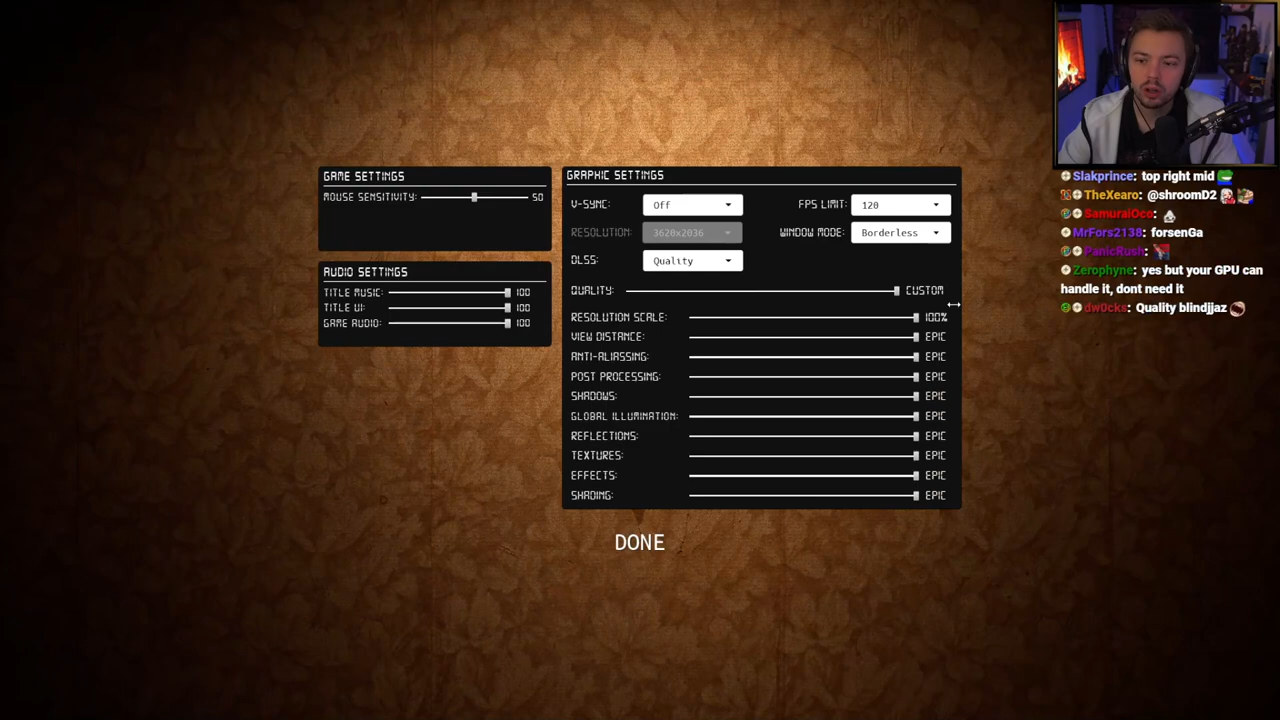 GAME SETTINGS
MOUSE SENSITIVITY: 50
AUDIO SETTINGS
TITLE MUSIC: 100
TITLE UI: 100
GAME AUDIO: 100
GRAPHIC SETTINGS
V-SYNC: Off FPS LIMIT: 120
RESOLUTION: 3620x2036 WINDOW MODE: Borderless
DLSS: Quality
QUALITY: CUSTOM
RESOLUTION SCALE: 100%
VIEW DISTANCE: EPIC
ANTI-ALIASSING: EPIC
POST PROCESSING: EPIC
SHADOWS: EPIC
GLOBAL ILLUMINATION: EPIC
REFLECTIONS: EPIC
TEXTURES: EPIC
EFFECTS: EPIC
SHADING: EPIC
DONE
Slakprince: top right mid
TheXearo: @shroomD2
SamuraiOco:
MrFors2138: forsenGa
PanicRush:
Zerophyne: yes but your GPU can
handle it, dont need it
dw0cks: Quality blindjjaz